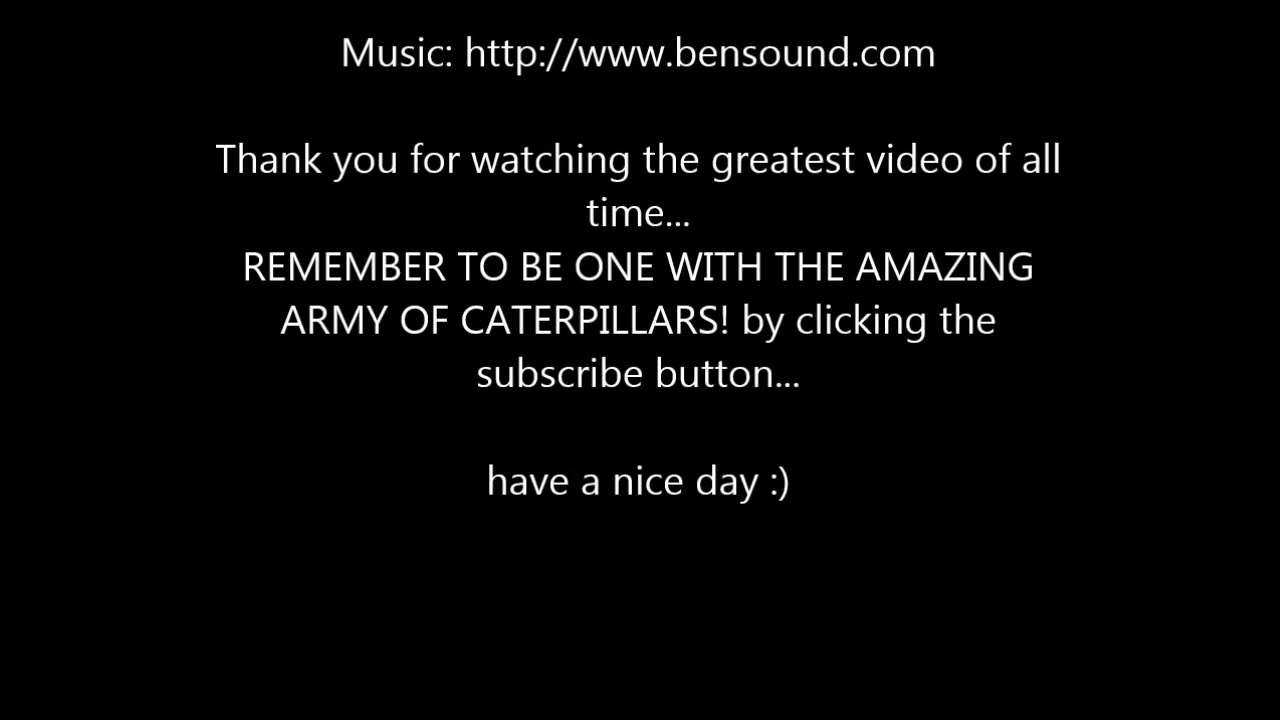 Music: http://www.bensound.com
Thank you for watching the greatest video of all
time...
REMEMBER TO BE ONE WITH THE AMAZING
ARMY OF CATERPILLARS! by clicking the
subscribe button...
have a nice day :)